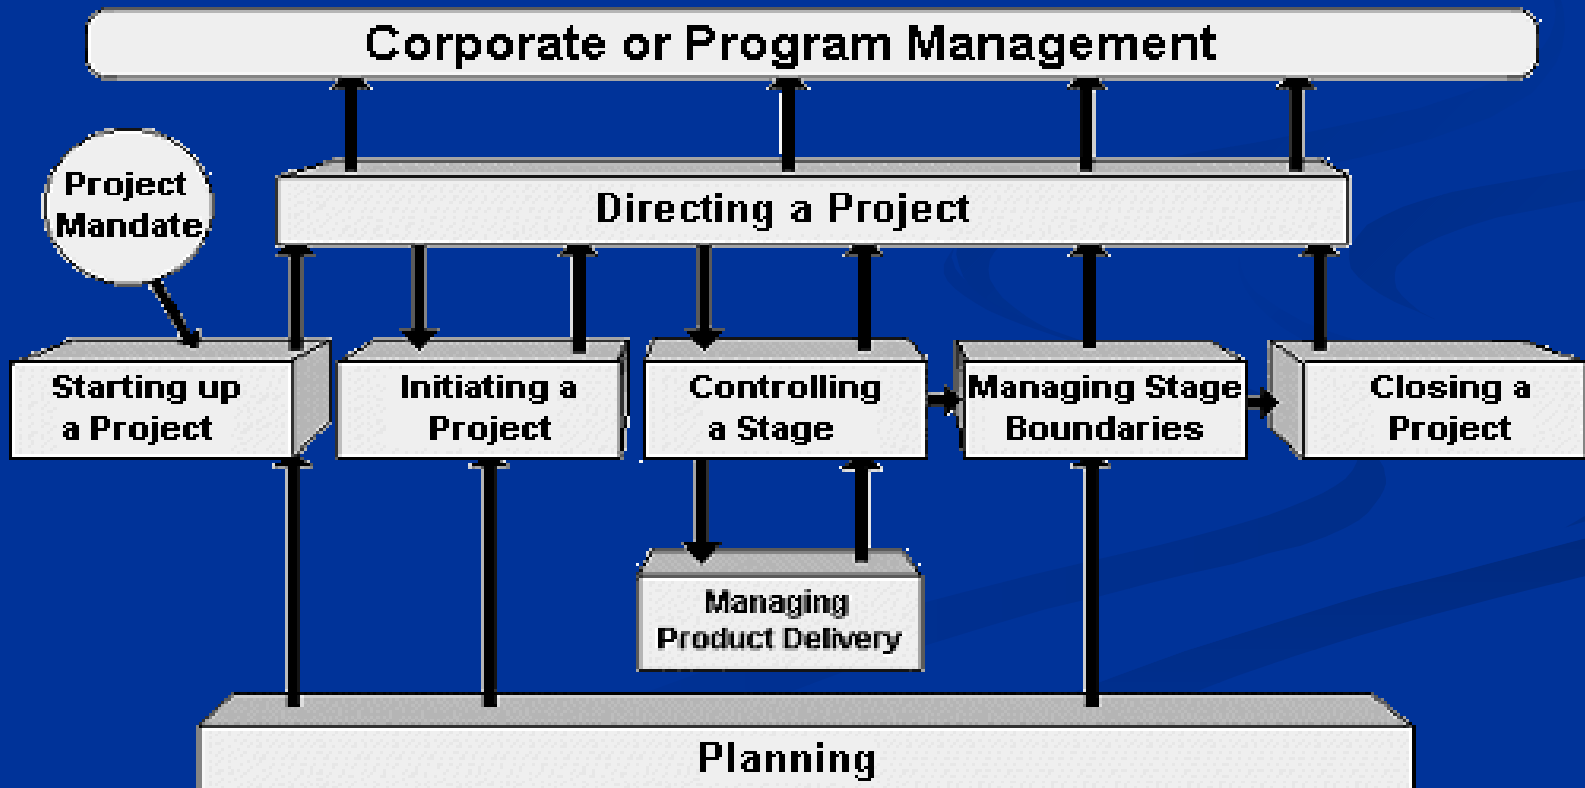 Corporate or Program Management
Project
Mandate
Directing a Project
Starting up
a Project
Initiating a
Project
Controlling
a Stage
Managing Stage
Boundaries
Closing a
Project
Managing
Product Delivery
Planning